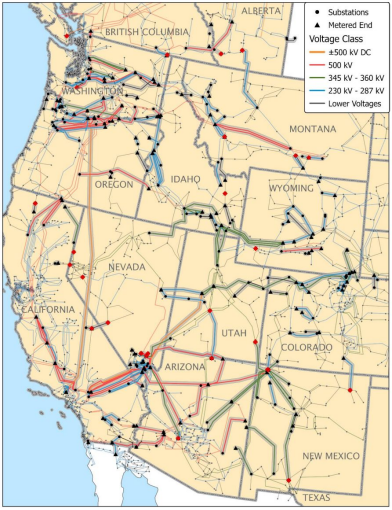 ALBERTA
BRITISH COLUMBIA
Substations
Metered End
Voltage Class
±500 kV DC
500 kV
345 kV - 360 kV
230 kV - 287 kV
Lower Voltages
WASHINGTON
MONTANA
OREGON
IDAHO
WYOMING
NEVADA
CALIFORNIA
UTAH
COLORADO
ARIZONA
NEW MEXICO
TEXAS